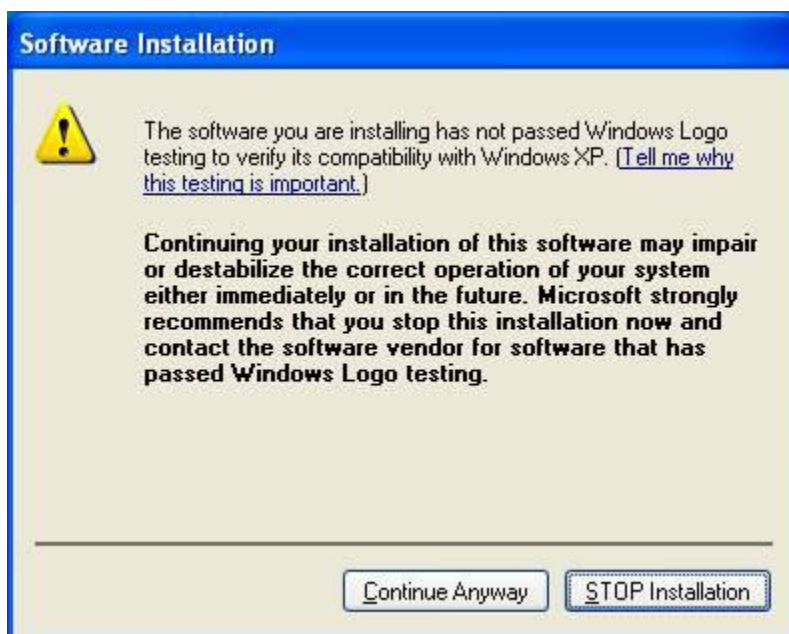 Software Installation
The software you are installing has not passed Windows Logo
testing to verify its compatibility with Windows XP. (Tell me why
this testing is important.)
Continuing your installation of this software may impair
or destabilize the correct operation of your system
either immediately or in the future. Microsoft strongly
recommends that you stop this installation now and
contact the software vendor for software that has
passed Windows Logo testing.
Continue Anyway
STOP Installation